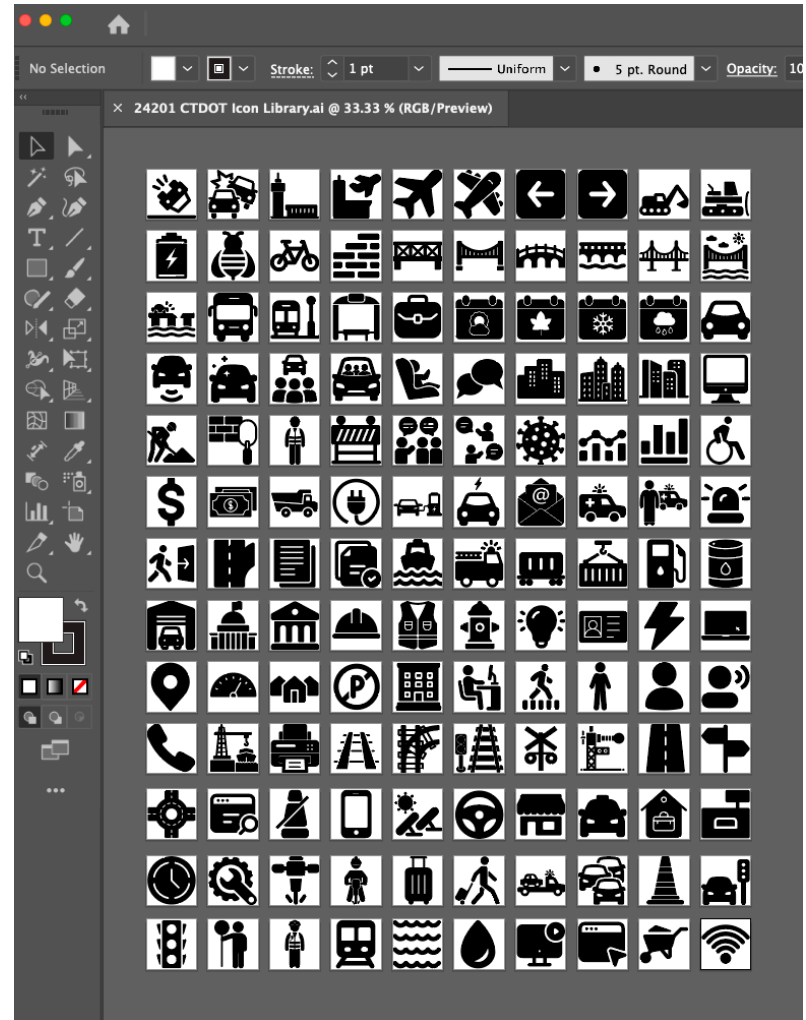 No Selection
Stroke:
1 pt
Uniform
5 pt. Round
Opacity:
10
× 24201 CTDOT Icon Library.ai @ 33.33 % (RGB/Preview)
$
@
P